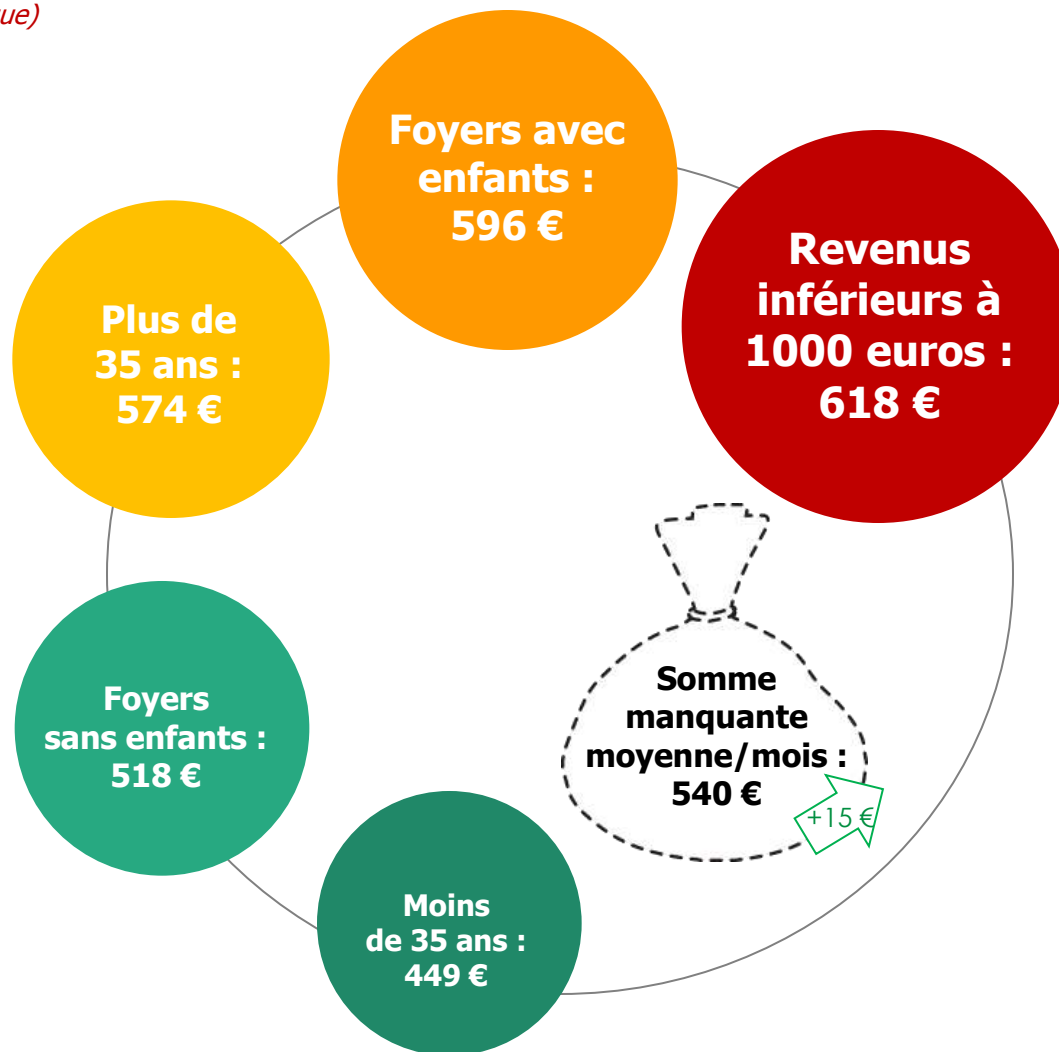 ue)
Foyers avec
enfants :
596 €
Revenus
inférieurs à
1000 euros :
618 €
Plus de
35 ans :
574 €
Somme
manquante
moyenne/mois :
540 €
+15 €
Foyers
sans enfants :
518 €
Moins
de 35 ans :
449 €